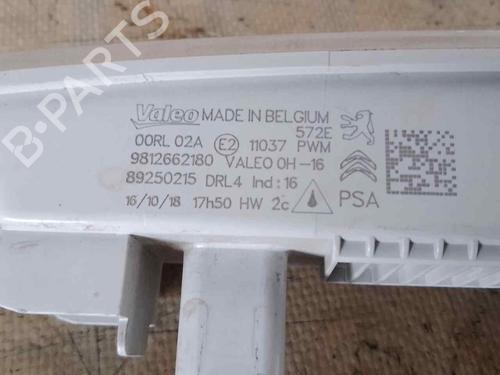 B-PARTS
Valeo MADE IN BELGIUM
572E
00RL 02A E2 11037 PWM
9812662180 VALEO 0H-16
89250215 DRL4 Ind:16
16/10/18 17h50 HW 2c PSA